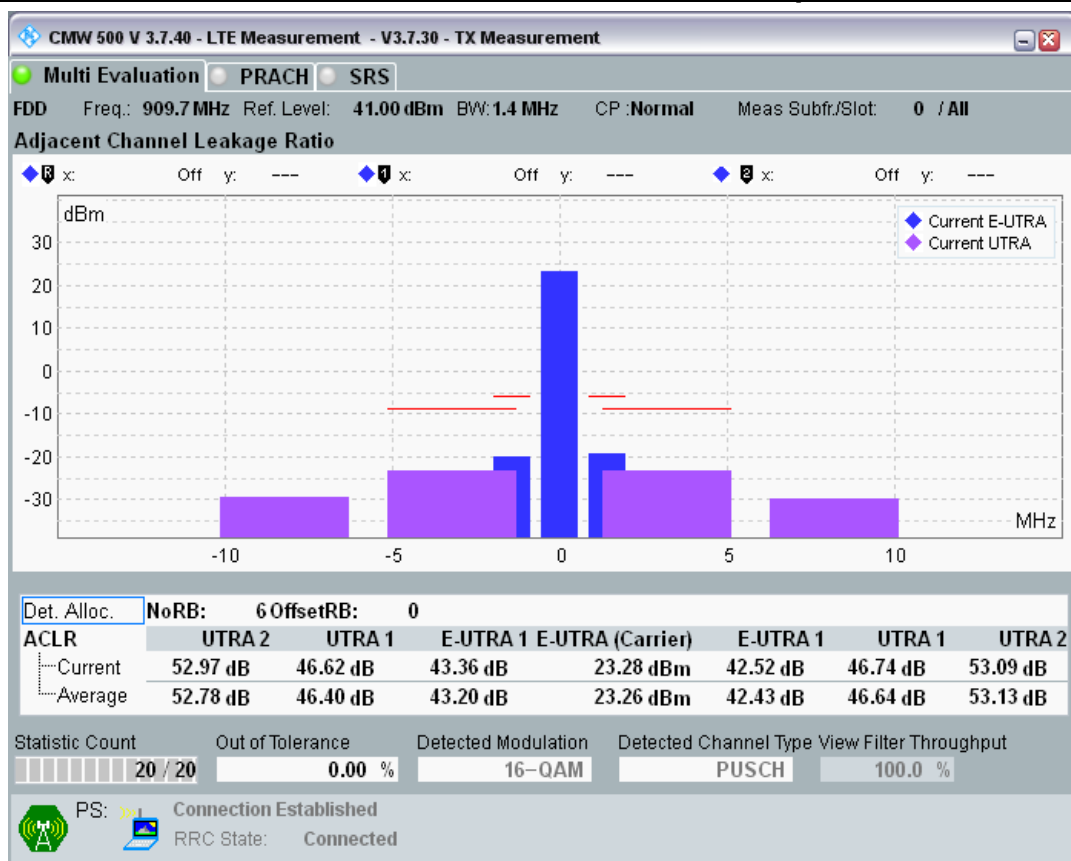 CMW 500 V 3.7.40 - LTE Measurement - V3.7.30 - TX Measurement
Multi Evaluation PRACH SRS
FDD Freq.: 909.7 MHz Ref. Level: 41.00 dBm BW: 1.4 MHz CP :Normal Meas Subfr./Slot: 0 / All
Adjacent Channel Leakage Ratio
R x: Off y: --- 1 x: Off y: --- 2 x: Off y: ---
dBm
Current E-UTRA
Current UTRA
30
20
10
0
-10
-20
-30
MHz
-10 -5 0 5 10
Det. Alloc. NoRB: 6 OffsetRB: 0
ACLR UTRA 2 UTRA 1 E-UTRA 1 E-UTRA (Carrier) E-UTRA 1 UTRA 1 UTRA 2
Current 52.97 dB 46.62 dB 43.36 dB 23.28 dBm 42.52 dB 46.74 dB 53.09 dB
Average 52.78 dB 46.40 dB 43.20 dB 23.26 dBm 42.43 dB 46.64 dB 53.13 dB
Statistic Count Out of Tolerance Detected Modulation Detected Channel Type View Filter Throughput
20 / 20 0.00 % 16-QAM PUSCH 100.0 %
PS: Connection Established
RRC State: Connected